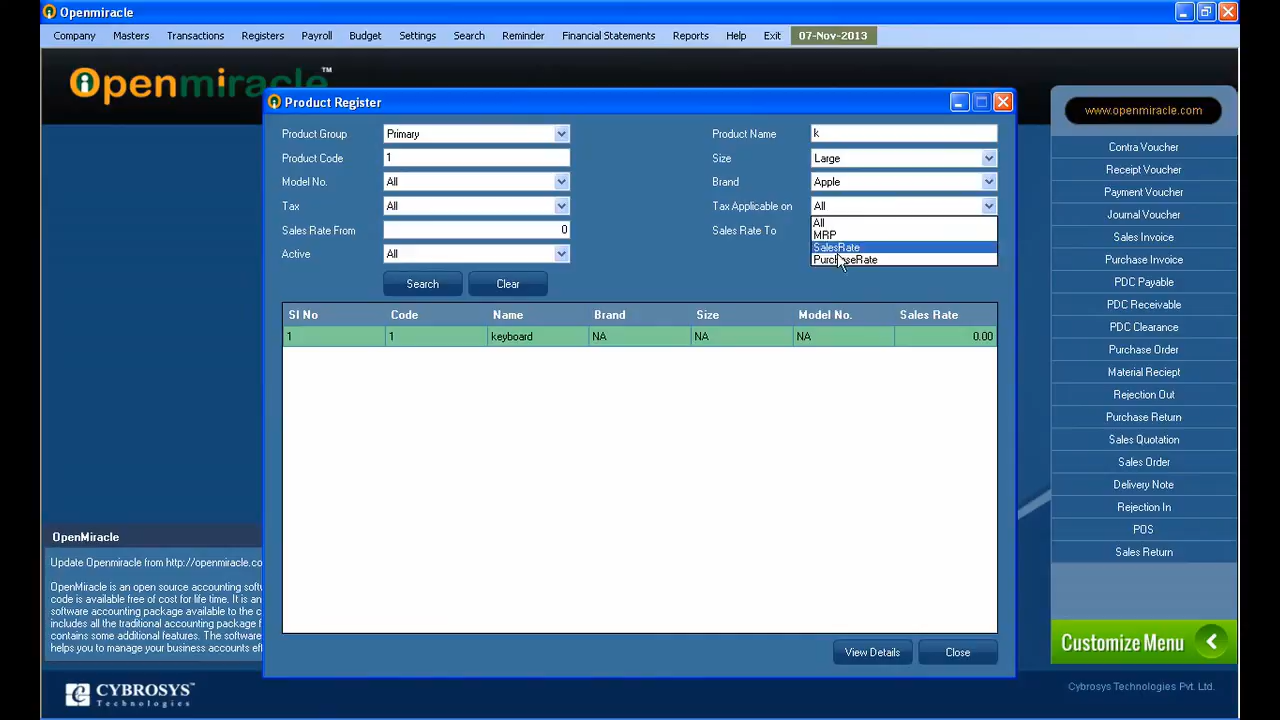 Openmiracle
Company Masters Transactions Registers Payroll Budget Settings Search Reminder Financial Statements Reports Help Exit 07-Nov-2013
Openmiracle™
www.openmiracle.com
Product Register
Product Group Primary Product Name k
Product Code 1 Size Large
Model No. All Brand Apple
Tax All Tax Applicable on All
Sales Rate From 0 Sales Rate To
All
MRP
SalesRate
PurchaseRate
Active All
Search Clear
Sl No Code Name Brand Size Model No. Sales Rate
1 1 keyboard NA NA NA 0.00
View Details Close
Contra Voucher
Receipt Voucher
Payment Voucher
Journal Voucher
Sales Invoice
Purchase Invoice
PDC Payable
PDC Receivable
PDC Clearance
Purchase Order
Material Reciept
Rejection Out
Purchase Return
Sales Quotation
Sales Order
Delivery Note
Rejection In
POS
Sales Return
Customize Menu
OpenMiracle
Update Openmiracle from http://openmiracle.co
OpenMiracle is an open source accounting
code is available free of cost for life time. It is
software accounting package available to the
includes all the traditional accounting package
contains some additional features. The software
helps you to manage your business accounts
CYBROSYS
Technologies
Cybrosys Technologies Pvt. Ltd.